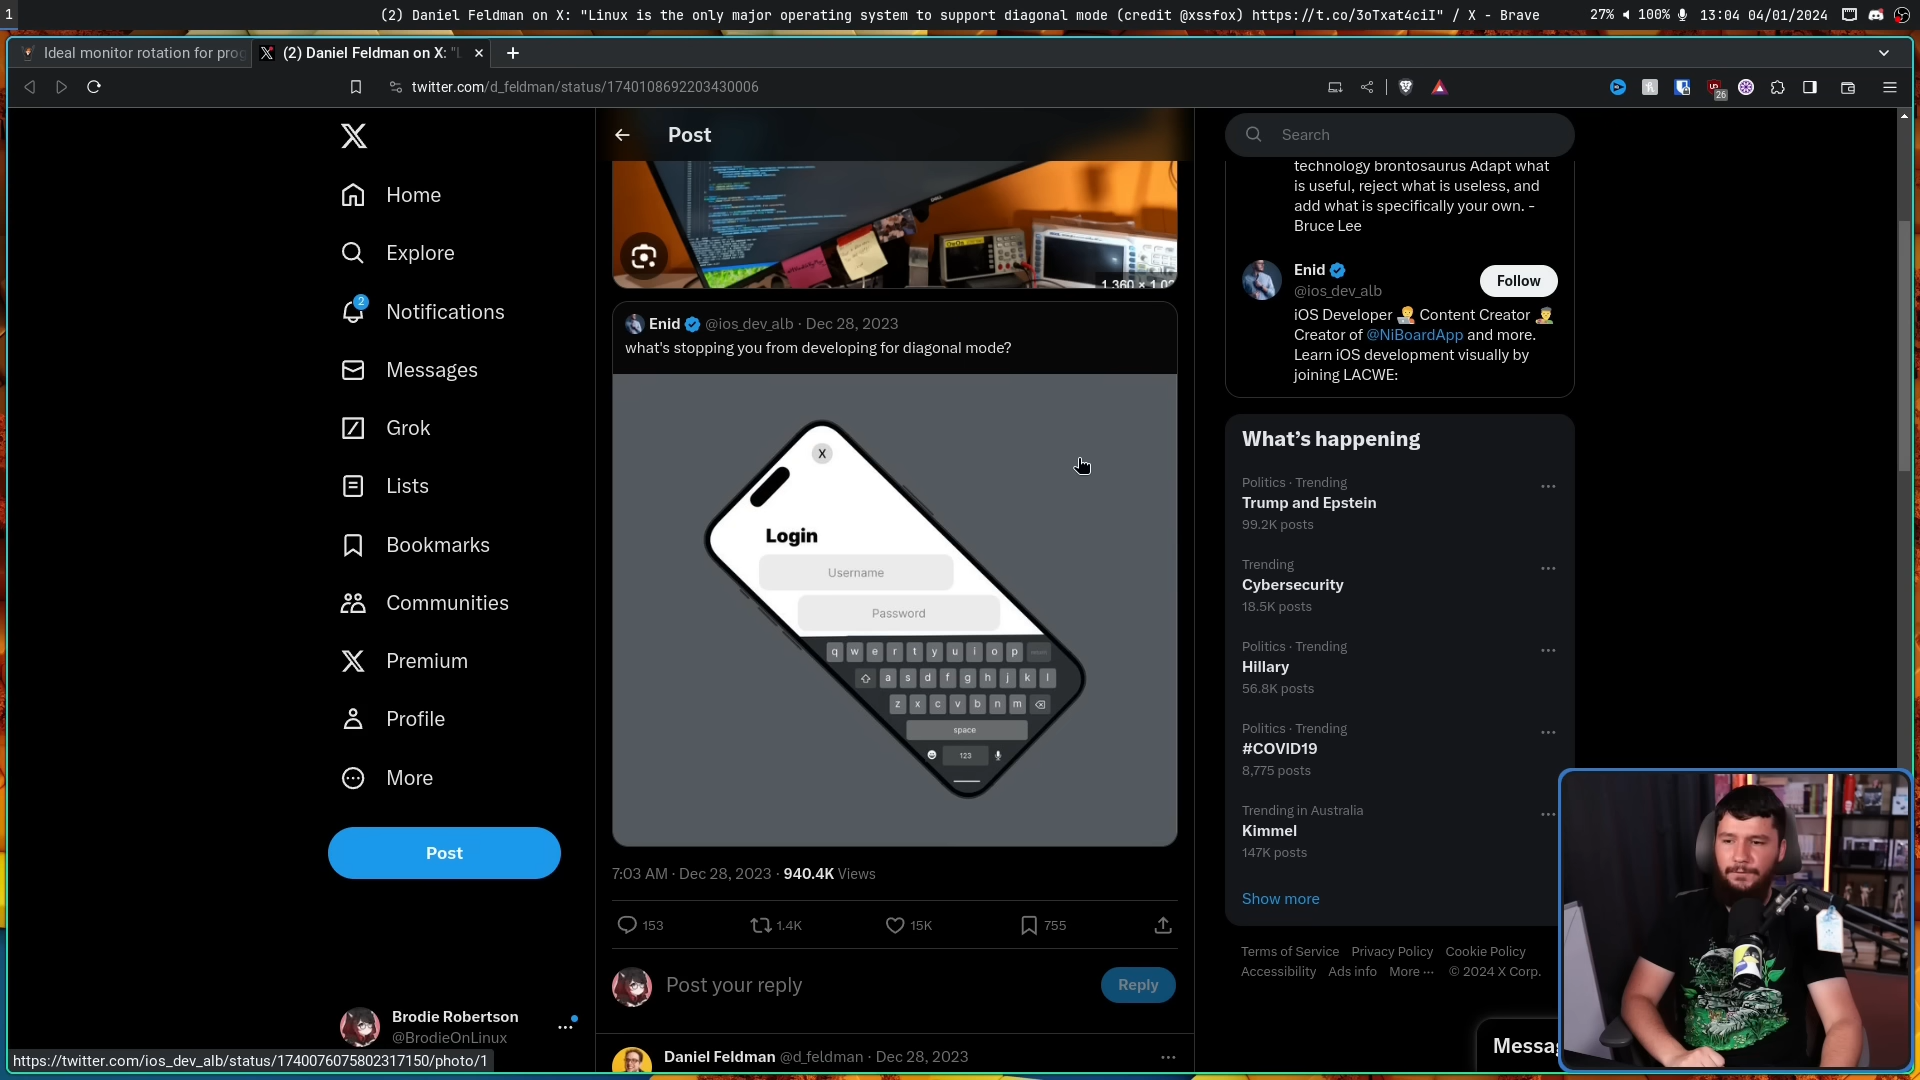 1
(2) Daniel Feldman on X: "Linux is the only major operating system to support diagonal mode (credit @xssfox) https://t.co/3oTxat4ciI" / X - Brave
27% 100% 13:04 04/01/2024
Ideal monitor rotation for prog
(2) Daniel Feldman on X: "L
twitter.com/d_feldman/status/1740108692203430006
26
Home
Explore
2
Notifications
Messages
Grok
Lists
Bookmarks
Communities
Premium
Profile
More
Post
Brodie Robertson
@BrodieOnLinux
https://twitter.com/ios_dev_alb/status/1740076075802317150/photo/1
Post
1,360 × 1,02
Enid @ios_dev_alb · Dec 28, 2023
what's stopping you from developing for diagonal mode?
X
Login
Username
Password
q w e r t y u i o p
a s d f g h j k l
z x c v b n m
space
123
7:03 AM · Dec 28, 2023 · 940.4K Views
153 1.4K 15K 755
Post your reply
Reply
Daniel Feldman @d_feldman · Dec 28, 2023
Search
technology brontosaurus Adapt what
is useful, reject what is useless, and
add what is specifically your own. -
Bruce Lee
Enid
@ios_dev_alb
Follow
iOS Developer 👨‍💻 Content Creator
Creator of @NiBoardApp and more.
Learn iOS development visually by
joining LACWE:
What's happening
Politics · Trending
Trump and Epstein
99.2K posts
Trending
Cybersecurity
18.5K posts
Politics · Trending
Hillary
56.8K posts
Politics · Trending
#COVID19
8,775 posts
Trending in Australia
Kimmel
147K posts
Show more
Terms of Service Privacy Policy Cookie Policy
Accessibility Ads info More ··· © 2024 X Corp.
Messa